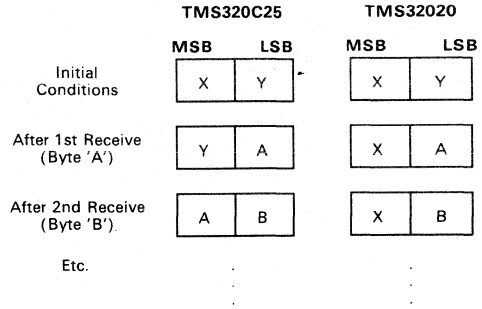 TMS320C25 TMS32020
MSB LSB MSB LSB
Initial
Conditions
X Y X Y
After 1st Receive
(Byte 'A')
Y A X A
After 2nd Receive
(Byte 'B').
A B X B
Etc.